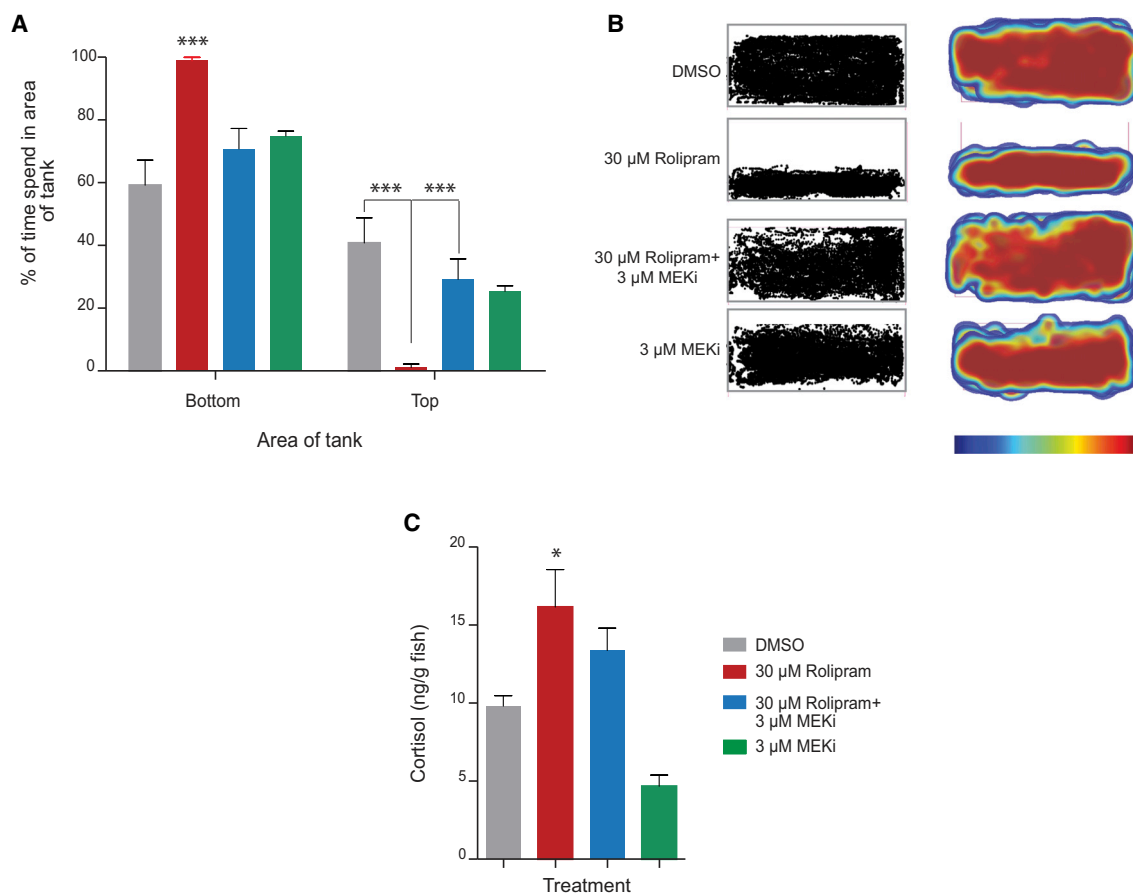 A
% of time spend in area
of tank
100
80
60
40
20
0
***
*** ***
Bottom Top
Area of tank
B
DMSO
30 µM Rolipram
30 µM Rolipram+
3 µM MEKi
3 µM MEKi
C
Cortisol (ng/g fish)
20
15
10
5
0
*
Treatment
DMSO
30 µM Rolipram
30 µM Rolipram+
3 µM MEKi
3 µM MEKi